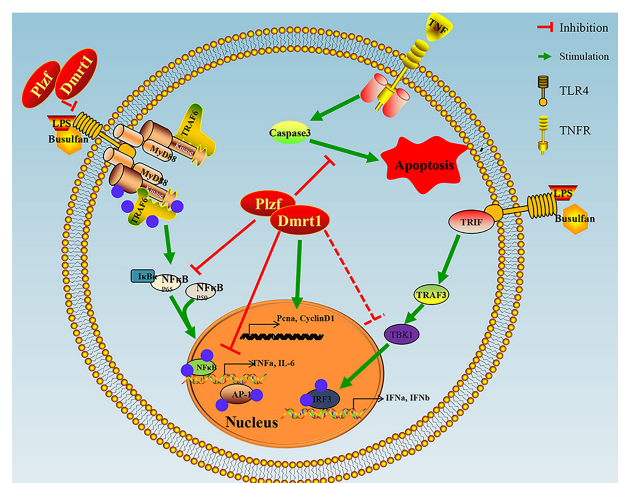 TNF
Inhibition
Stimulation
TLR4
TNFR
Plzf
Dmrt1
LPS
Busulfan
TRAF6
MyD88
MyD88
TRAF6
Caspase3
Apoptosis
Plzf
Dmrt1
LPS
Busulfan
TRIF
IκBα
NFκB
P65
NFκB
P50
TRAF3
TBK1
Pcna, CyclinD1
NFκB
TNFa, IL-6
AP-1
IRF3
IFNa, IFNb
Nucleus